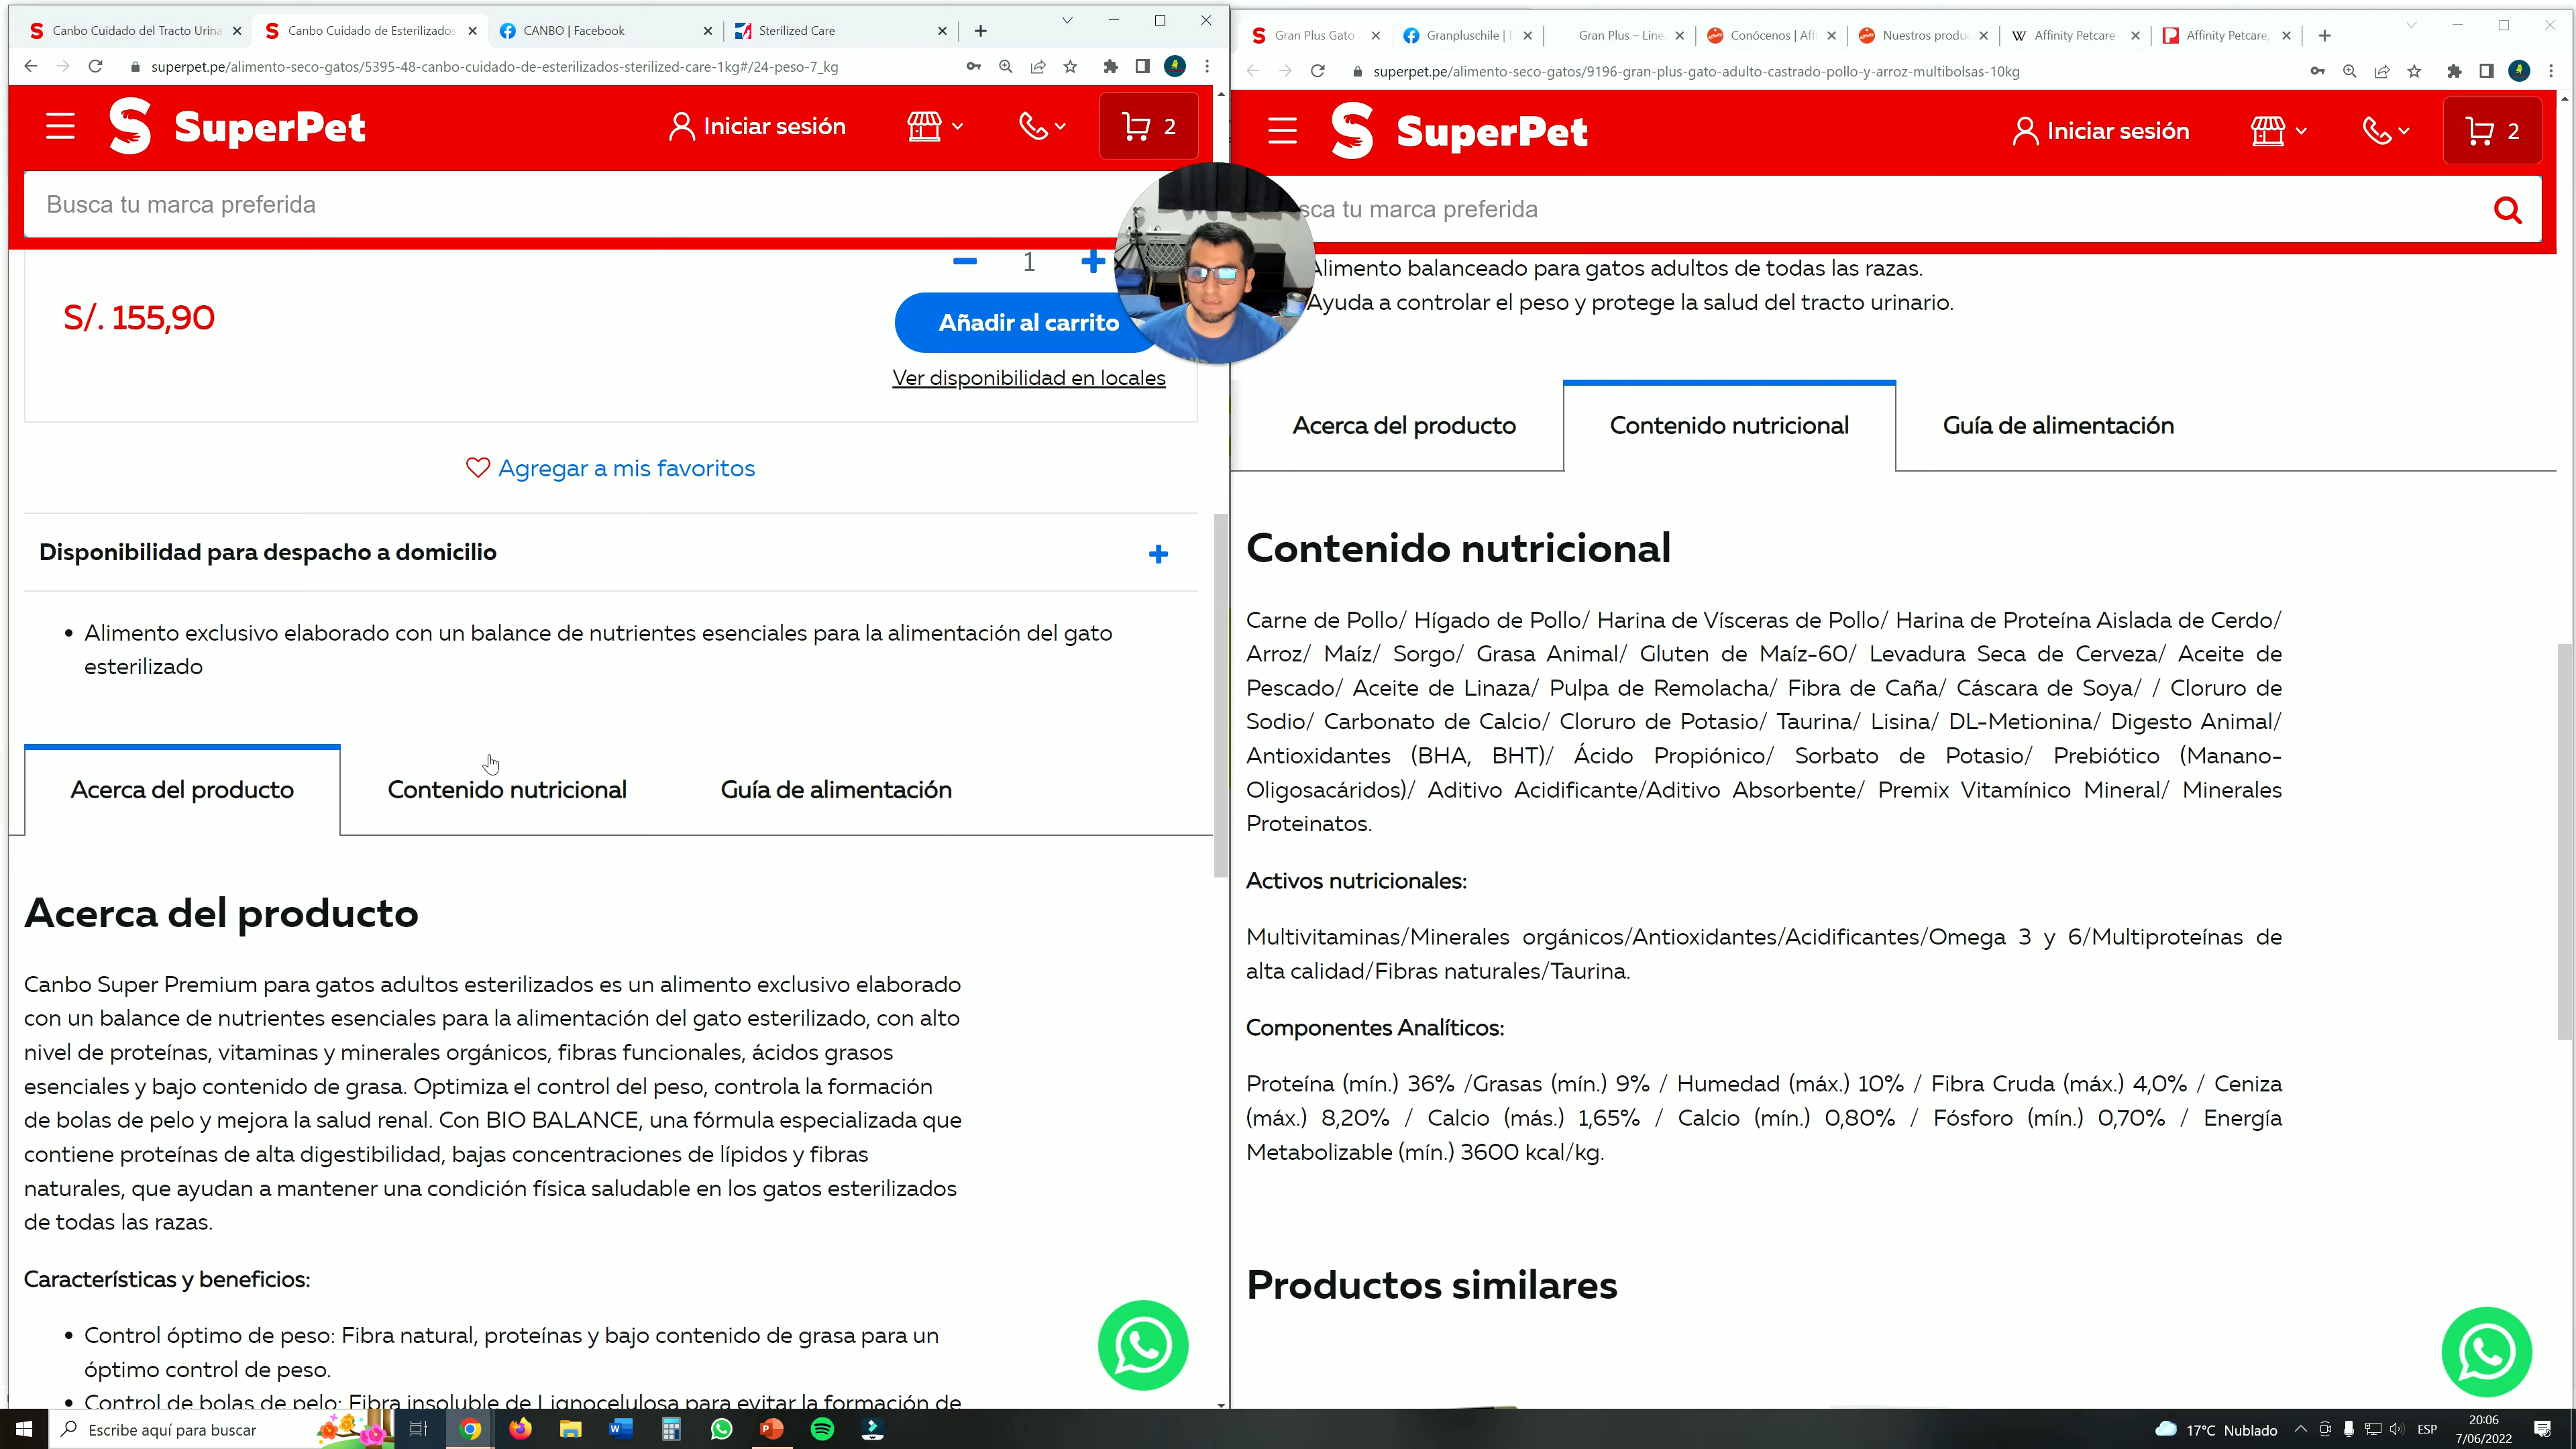 Canbo Cuidado del Tracto Urina
Canbo Cuidado de Esterilizados
CANBO | Facebook
Sterilized Care
superpet.pe/alimento-seco-gatos/5395-48-canbo-cuidado-de-esterilizados-sterilized-care-1kg#/24-peso-7_kg
SuperPet
Iniciar sesión
2
Busca tu marca preferida
1
S/. 155,90
Añadir al carrito
Ver disponibilidad en locales
Agregar a mis favoritos
Disponibilidad para despacho a domicilio
Alimento exclusivo elaborado con un balance de nutrientes esenciales para la alimentación del gato
esterilizado
Acerca del producto
Contenido nutricional
Guía de alimentación
Acerca del producto
Canbo Super Premium para gatos adultos esterilizados es un alimento exclusivo elaborado
con un balance de nutrientes esenciales para la alimentación del gato esterilizado, con alto
nivel de proteínas, vitaminas y minerales orgánicos, fibras funcionales, ácidos grasos
esenciales y bajo contenido de grasa. Optimiza el control del peso, controla la formación
de bolas de pelo y mejora la salud renal. Con BIO BALANCE, una fórmula especializada que
contiene proteínas de alta digestibilidad, bajas concentraciones de lípidos y fibras
naturales, que ayudan a mantener una condición física saludable en los gatos esterilizados
de todas las razas.
Características y beneficios:
Control óptimo de peso: Fibra natural, proteínas y bajo contenido de grasa para un
óptimo control de peso.
Control de bolas de pelo: Fibra insoluble de Lignocelulosa para evitar la formación de
Gran Plus Gato
Granpluschile | F
Gran Plus – Line
Conócenos | Affi
Nuestros produc
Affinity Petcare -
Affinity Petcare,
superpet.pe/alimento-seco-gatos/9196-gran-plus-gato-adulto-castrado-pollo-y-arroz-multibolsas-10kg
SuperPet
Iniciar sesión
2
sca tu marca preferida
Alimento balanceado para gatos adultos de todas las razas.
Ayuda a controlar el peso y protege la salud del tracto urinario.
Acerca del producto
Contenido nutricional
Guía de alimentación
Contenido nutricional
Carne de Pollo/ Hígado de Pollo/ Harina de Vísceras de Pollo/ Harina de Proteína Aislada de Cerdo/
Arroz/ Maíz/ Sorgo/ Grasa Animal/ Gluten de Maíz-60/ Levadura Seca de Cerveza/ Aceite de
Pescado/ Aceite de Linaza/ Pulpa de Remolacha/ Fibra de Caña/ Cáscara de Soya/ / Cloruro de
Sodio/ Carbonato de Calcio/ Cloruro de Potasio/ Taurina/ Lisina/ DL-Metionina/ Digesto Animal/
Antioxidantes (BHA, BHT)/ Ácido Propiónico/ Sorbato de Potasio/ Prebiótico (Manano-
Oligosacáridos)/ Aditivo Acidificante/Aditivo Absorbente/ Premix Vitamínico Mineral/ Minerales
Proteinatos.
Activos nutricionales:
Multivitaminas/Minerales orgánicos/Antioxidantes/Acidificantes/Omega 3 y 6/Multiproteínas de
alta calidad/Fibras naturales/Taurina.
Componentes Analíticos:
Proteína (mín.) 36% /Grasas (mín.) 9% / Humedad (máx.) 10% / Fibra Cruda (máx.) 4,0% / Ceniza
(máx.) 8,20% / Calcio (más.) 1,65% / Calcio (mín.) 0,80% / Fósforo (mín.) 0,70% / Energía
Metabolizable (mín.) 3600 kcal/kg.
Productos similares
Escribe aquí para buscar
17°C Nublado
ESP
20:06
7/06/2022